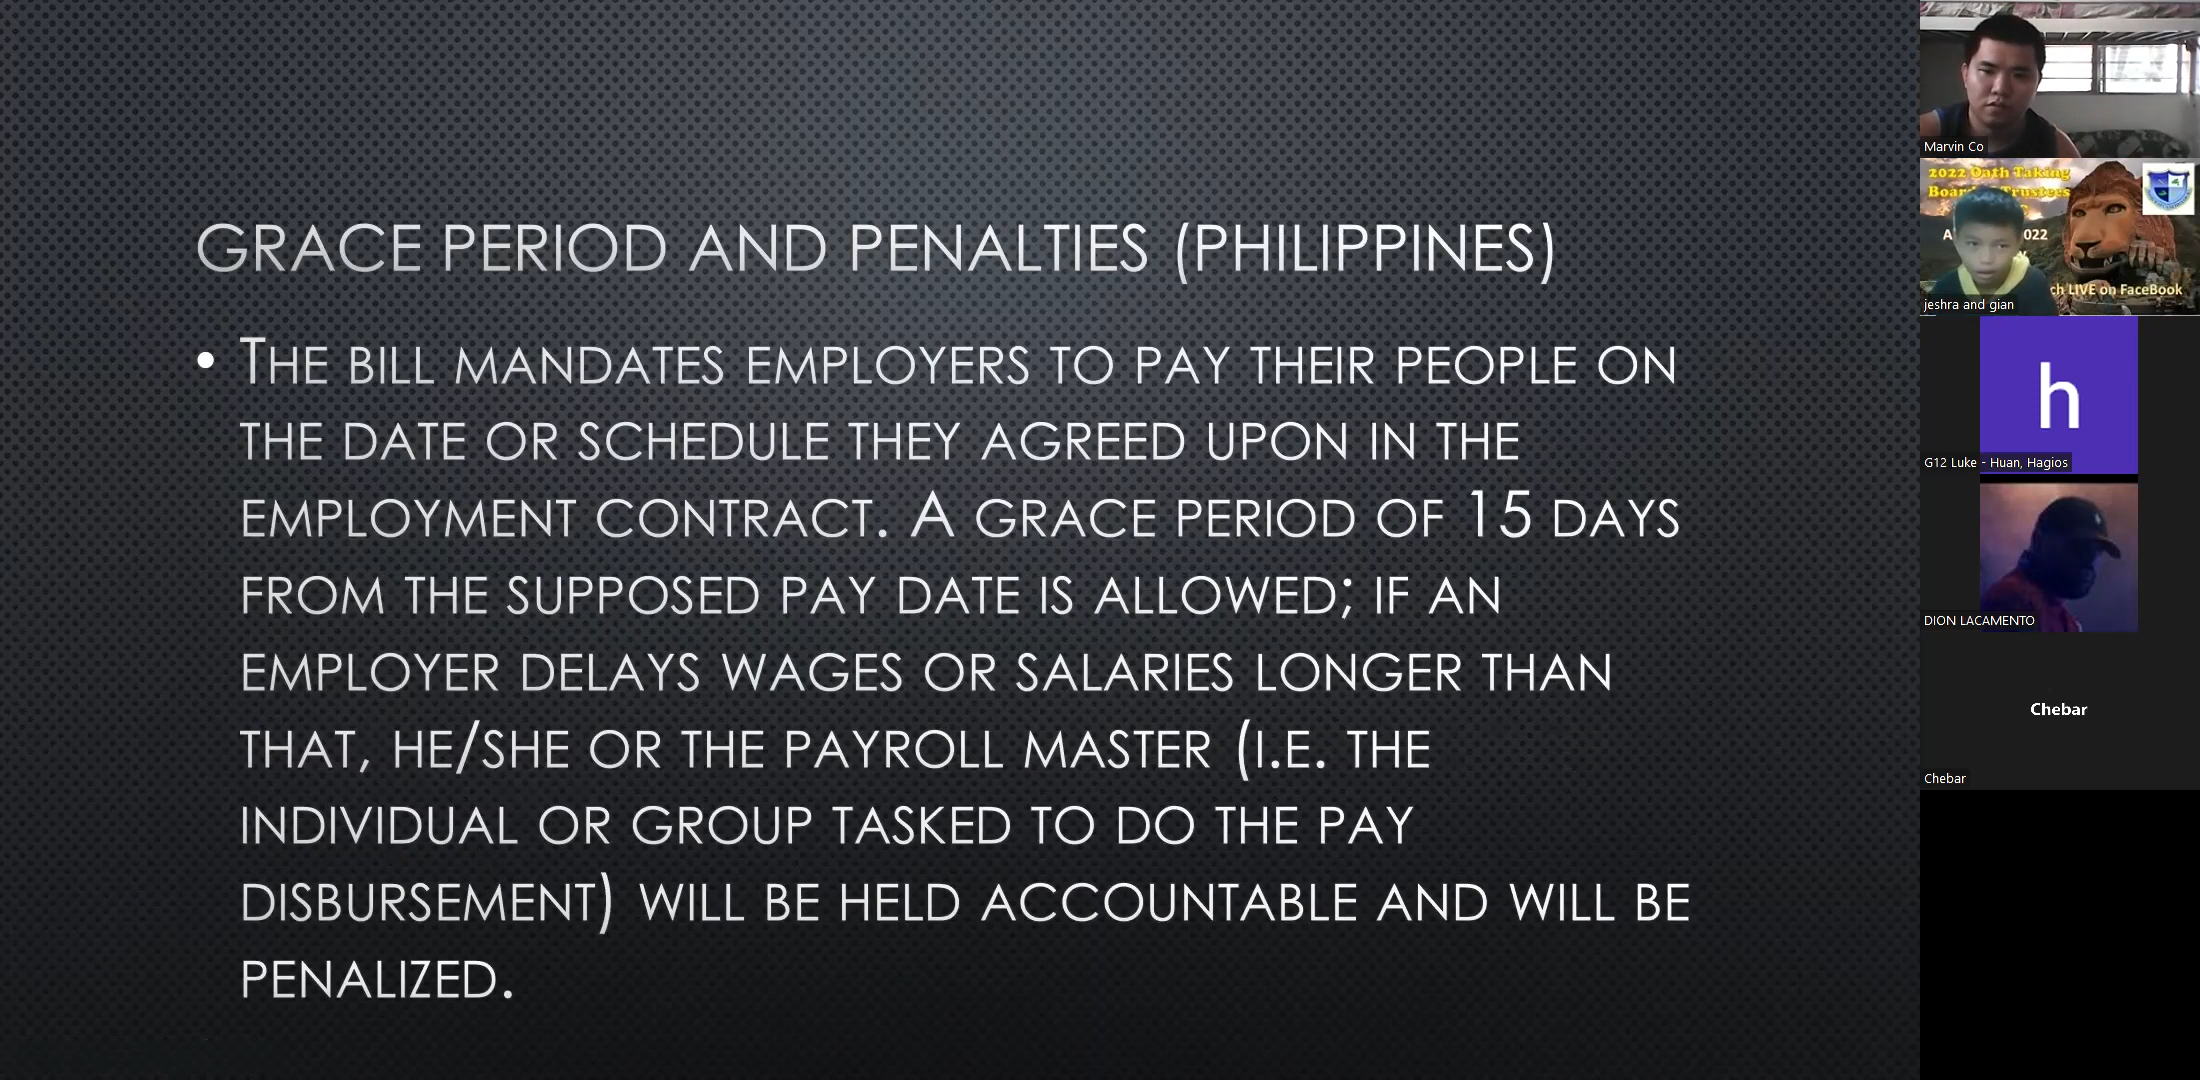 GRACE PERIOD AND PENALTIES (PHILIPPINES)
• THE BILL MANDATES EMPLOYERS TO PAY THEIR PEOPLE ON
THE DATE OR SCHEDULE THEY AGREED UPON IN THE
EMPLOYMENT CONTRACT. A GRACE PERIOD OF 15 DAYS
FROM THE SUPPOSED PAY DATE IS ALLOWED; IF AN
EMPLOYER DELAYS WAGES OR SALARIES LONGER THAN
THAT, HE/SHE OR THE PAYROLL MASTER (I.E. THE
INDIVIDUAL OR GROUP TASKED TO DO THE PAY
DISBURSEMENT) WILL BE HELD ACCOUNTABLE AND WILL BE
PENALIZED.
Marvin Co
2022 Oath Taking
Trustees
022
LIVE on FaceBook
jeshra and gian
h
G12 Luke - Huan, Hagios
DION LACAMENTO
Chebar
Chebar